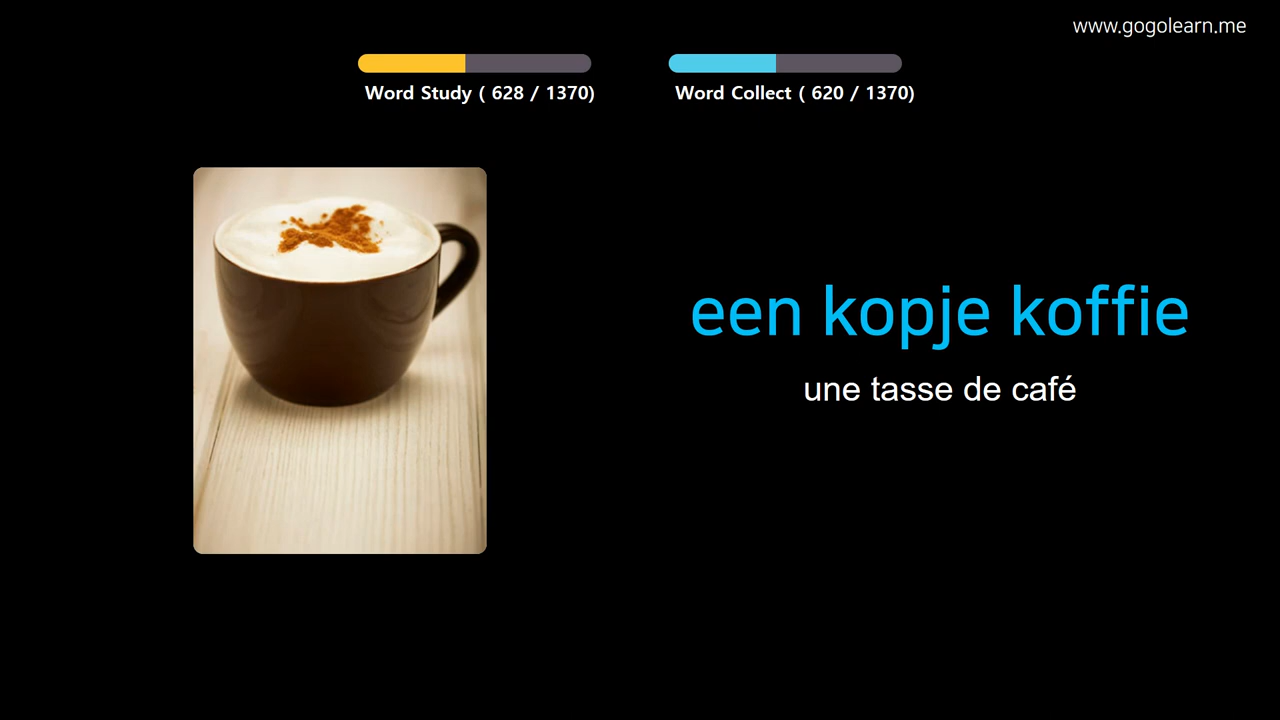 www.gogolearn.me
Word Study ( 628 / 1370)
Word Collect ( 620 / 1370)
een kopje koffie
une tasse de café